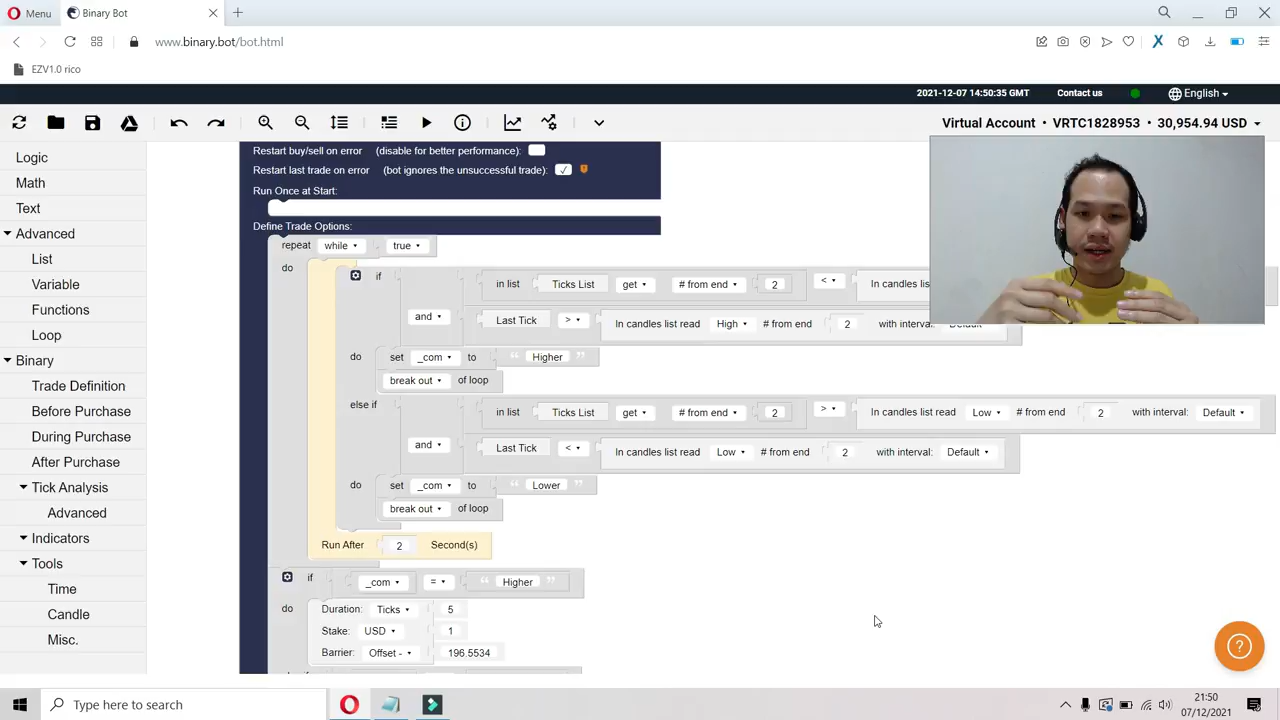 Menu
Binary Bot
www.binary.bot/bot.html
EZV1.0 rico
2021-12-07 14:50:35 GMT Contact us English
Virtual Account • VRTC1828953 • 30,954.94 USD
Logic
Math
Text
Advanced
List
Variable
Functions
Loop
Binary
Trade Definition
Before Purchase
During Purchase
After Purchase
Tick Analysis
Advanced
Indicators
Tools
Time
Candle
Misc.
Restart buy/sell on error (disable for better performance):
Restart last trade on error (bot ignores the unsuccessful trade): ✓
Run Once at Start:
Define Trade Options:
repeat while true
do
if in list Ticks List get # from end 2 < In candles lis
and Last Tick > In candles list read High # from end 2 with interval: Default
do set _com to “ Higher ”
break out of loop
else if in list Ticks List get # from end 2 > In candles list read Low # from end 2 with interval: Default
and Last Tick < In candles list read Low # from end 2 with interval: Default
do set _com to “ Lower ”
break out of loop
Run After 2 Second(s)
if _com = “ Higher ”
do Duration: Ticks 5
Stake: USD 1
Barrier: Offset - 196.5534
Type here to search
21:50
07/12/2021